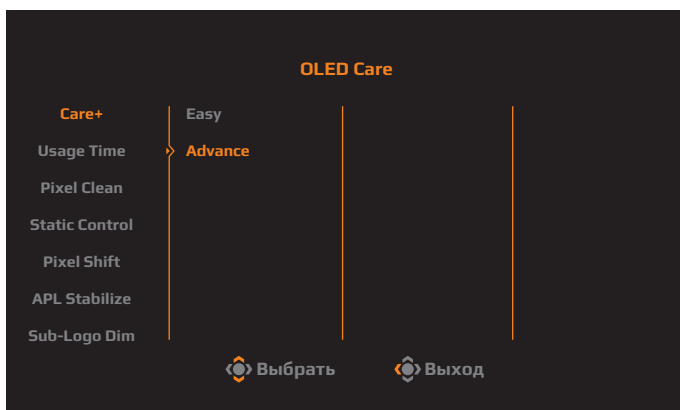 OLED Care
Care+ Easy
Usage Time Advance
Pixel Clean
Static Control
Pixel Shift
APL Stabilize
Sub-Logo Dim
Выбрать Выход